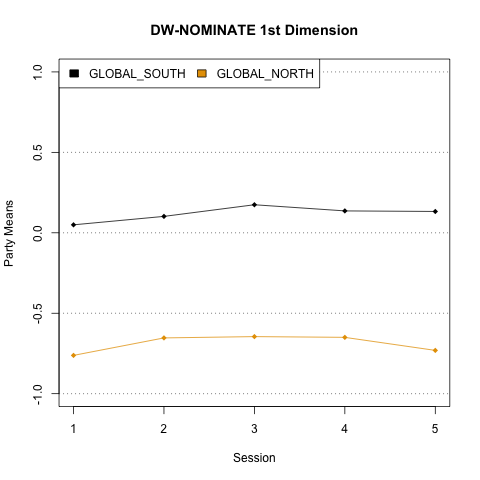 DW-NOMINATE 1st Dimension
GLOBAL_SOUTH GLOBAL_NORTH
Party Means
1.0
0.5
0.0
-0.5
-1.0
1 2 3 4 5
Session